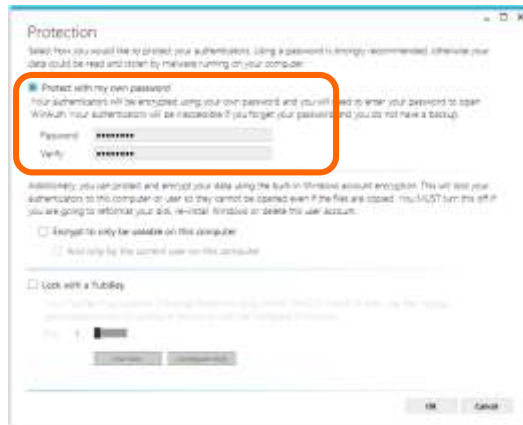 Protection
Select how you would like to protect your authenticators. Using a password is strongly recommended, otherwise your
data could be read and stolen by malware running on your computer.
Protect with my own password
Your authenticators will be encrypted using your own password and you will need to enter your password to open
WinAuth. Your authenticators will be inaccessible if you forget your password and you do not have a backup.
Password
Verify
Additionally, you can protect and encrypt your data using the built-in Windows account encryption. This will lock your
authenticators to this computer or user so they cannot be opened even if the files are copied. You MUST turn this off if
you are going to reformat your disk, re-install Windows or delete this user account.
Encrypt to only be useable on this computer
And only by the current user on this computer
Lock with a YubiKey
OK Cancel